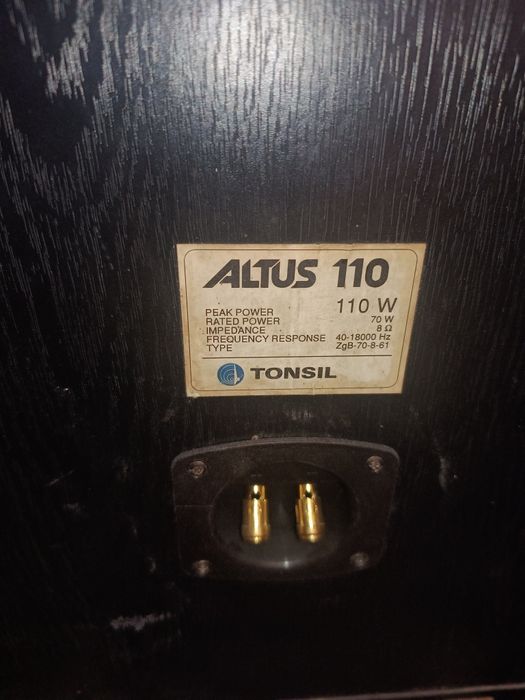 ALTUS 110
PEAK POWER 110 W
RATED POWER 70 W
IMPEDANCE 8 Ω
FREQUENCY RESPONSE 40-18000 Hz
TYPE ZgB-70-8-61
TONSIL